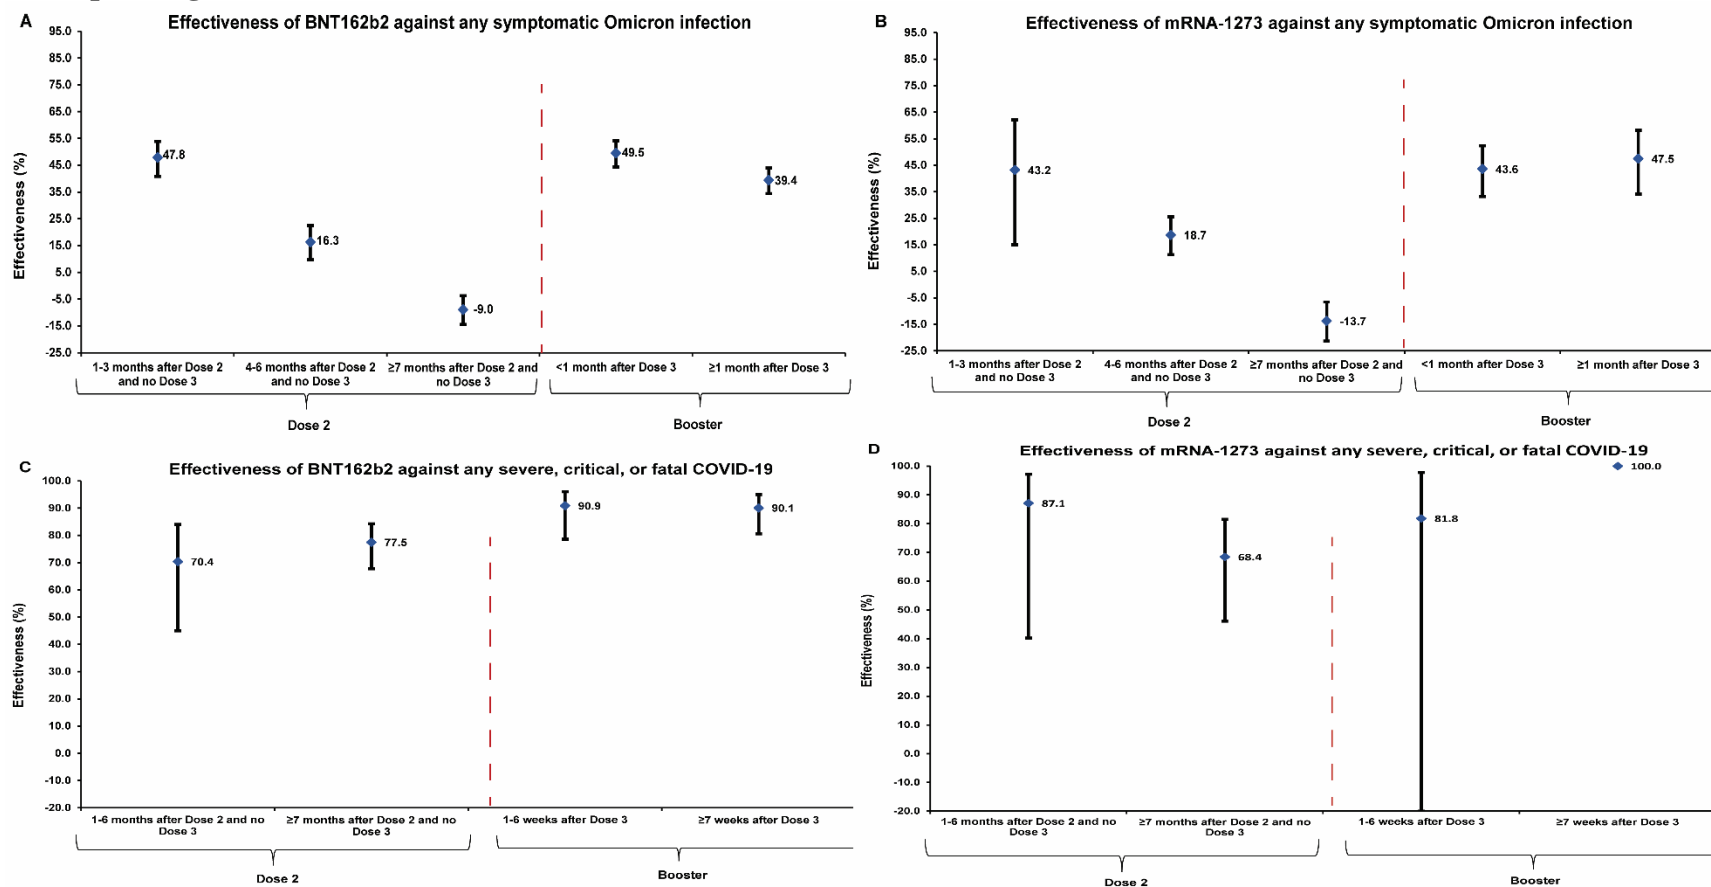 A
Effectiveness of BNT162b2 against any symptomatic Omicron infection
Effectiveness (%)
95.0
85.0
75.0
65.0
55.0
45.0
35.0
25.0
15.0
5.0
-5.0
-15.0
-25.0
47.8
16.3
-9.0
49.5
39.4
1-3 months after Dose 2
and no Dose 3
4-6 months after Dose 2
and no Dose 3
≥7 months after Dose 2 and
no Dose 3
<1 month after Dose 3
≥1 month after Dose 3
Dose 2
Booster
B
Effectiveness of mRNA-1273 against any symptomatic Omicron infection
Effectiveness (%)
95.0
85.0
75.0
65.0
55.0
45.0
35.0
25.0
15.0
5.0
-5.0
-15.0
-25.0
43.2
18.7
-13.7
43.6
47.5
1-3 months after Dose 2
and no Dose 3
4-6 months after Dose 2
and no Dose 3
≥7 months after Dose 2 and
no Dose 3
<1 month after Dose 3
≥1 month after Dose 3
Dose 2
Booster
C
Effectiveness of BNT162b2 against any severe, critical, or fatal COVID-19
Effectiveness (%)
100.0
90.0
80.0
70.0
60.0
50.0
40.0
30.0
20.0
10.0
0.0
-10.0
-20.0
70.4
77.5
90.9
90.1
1-6 months after Dose 2 and no
Dose 3
≥7 months after Dose 2 and no
Dose 3
1-6 weeks after Dose 3
≥7 weeks after Dose 3
Dose 2
Booster
D
Effectiveness of mRNA-1273 against any severe, critical, or fatal COVID-19
Effectiveness (%)
100.0
90.0
80.0
70.0
60.0
50.0
40.0
30.0
20.0
10.0
0.0
-10.0
-20.0
87.1
68.4
81.8
100.0
1-6 months after Dose 2 and no
Dose 3
≥7 months after Dose 2 and no
Dose 3
1-6 weeks after Dose 3
≥7 weeks after Dose 3
Dose 2
Booster